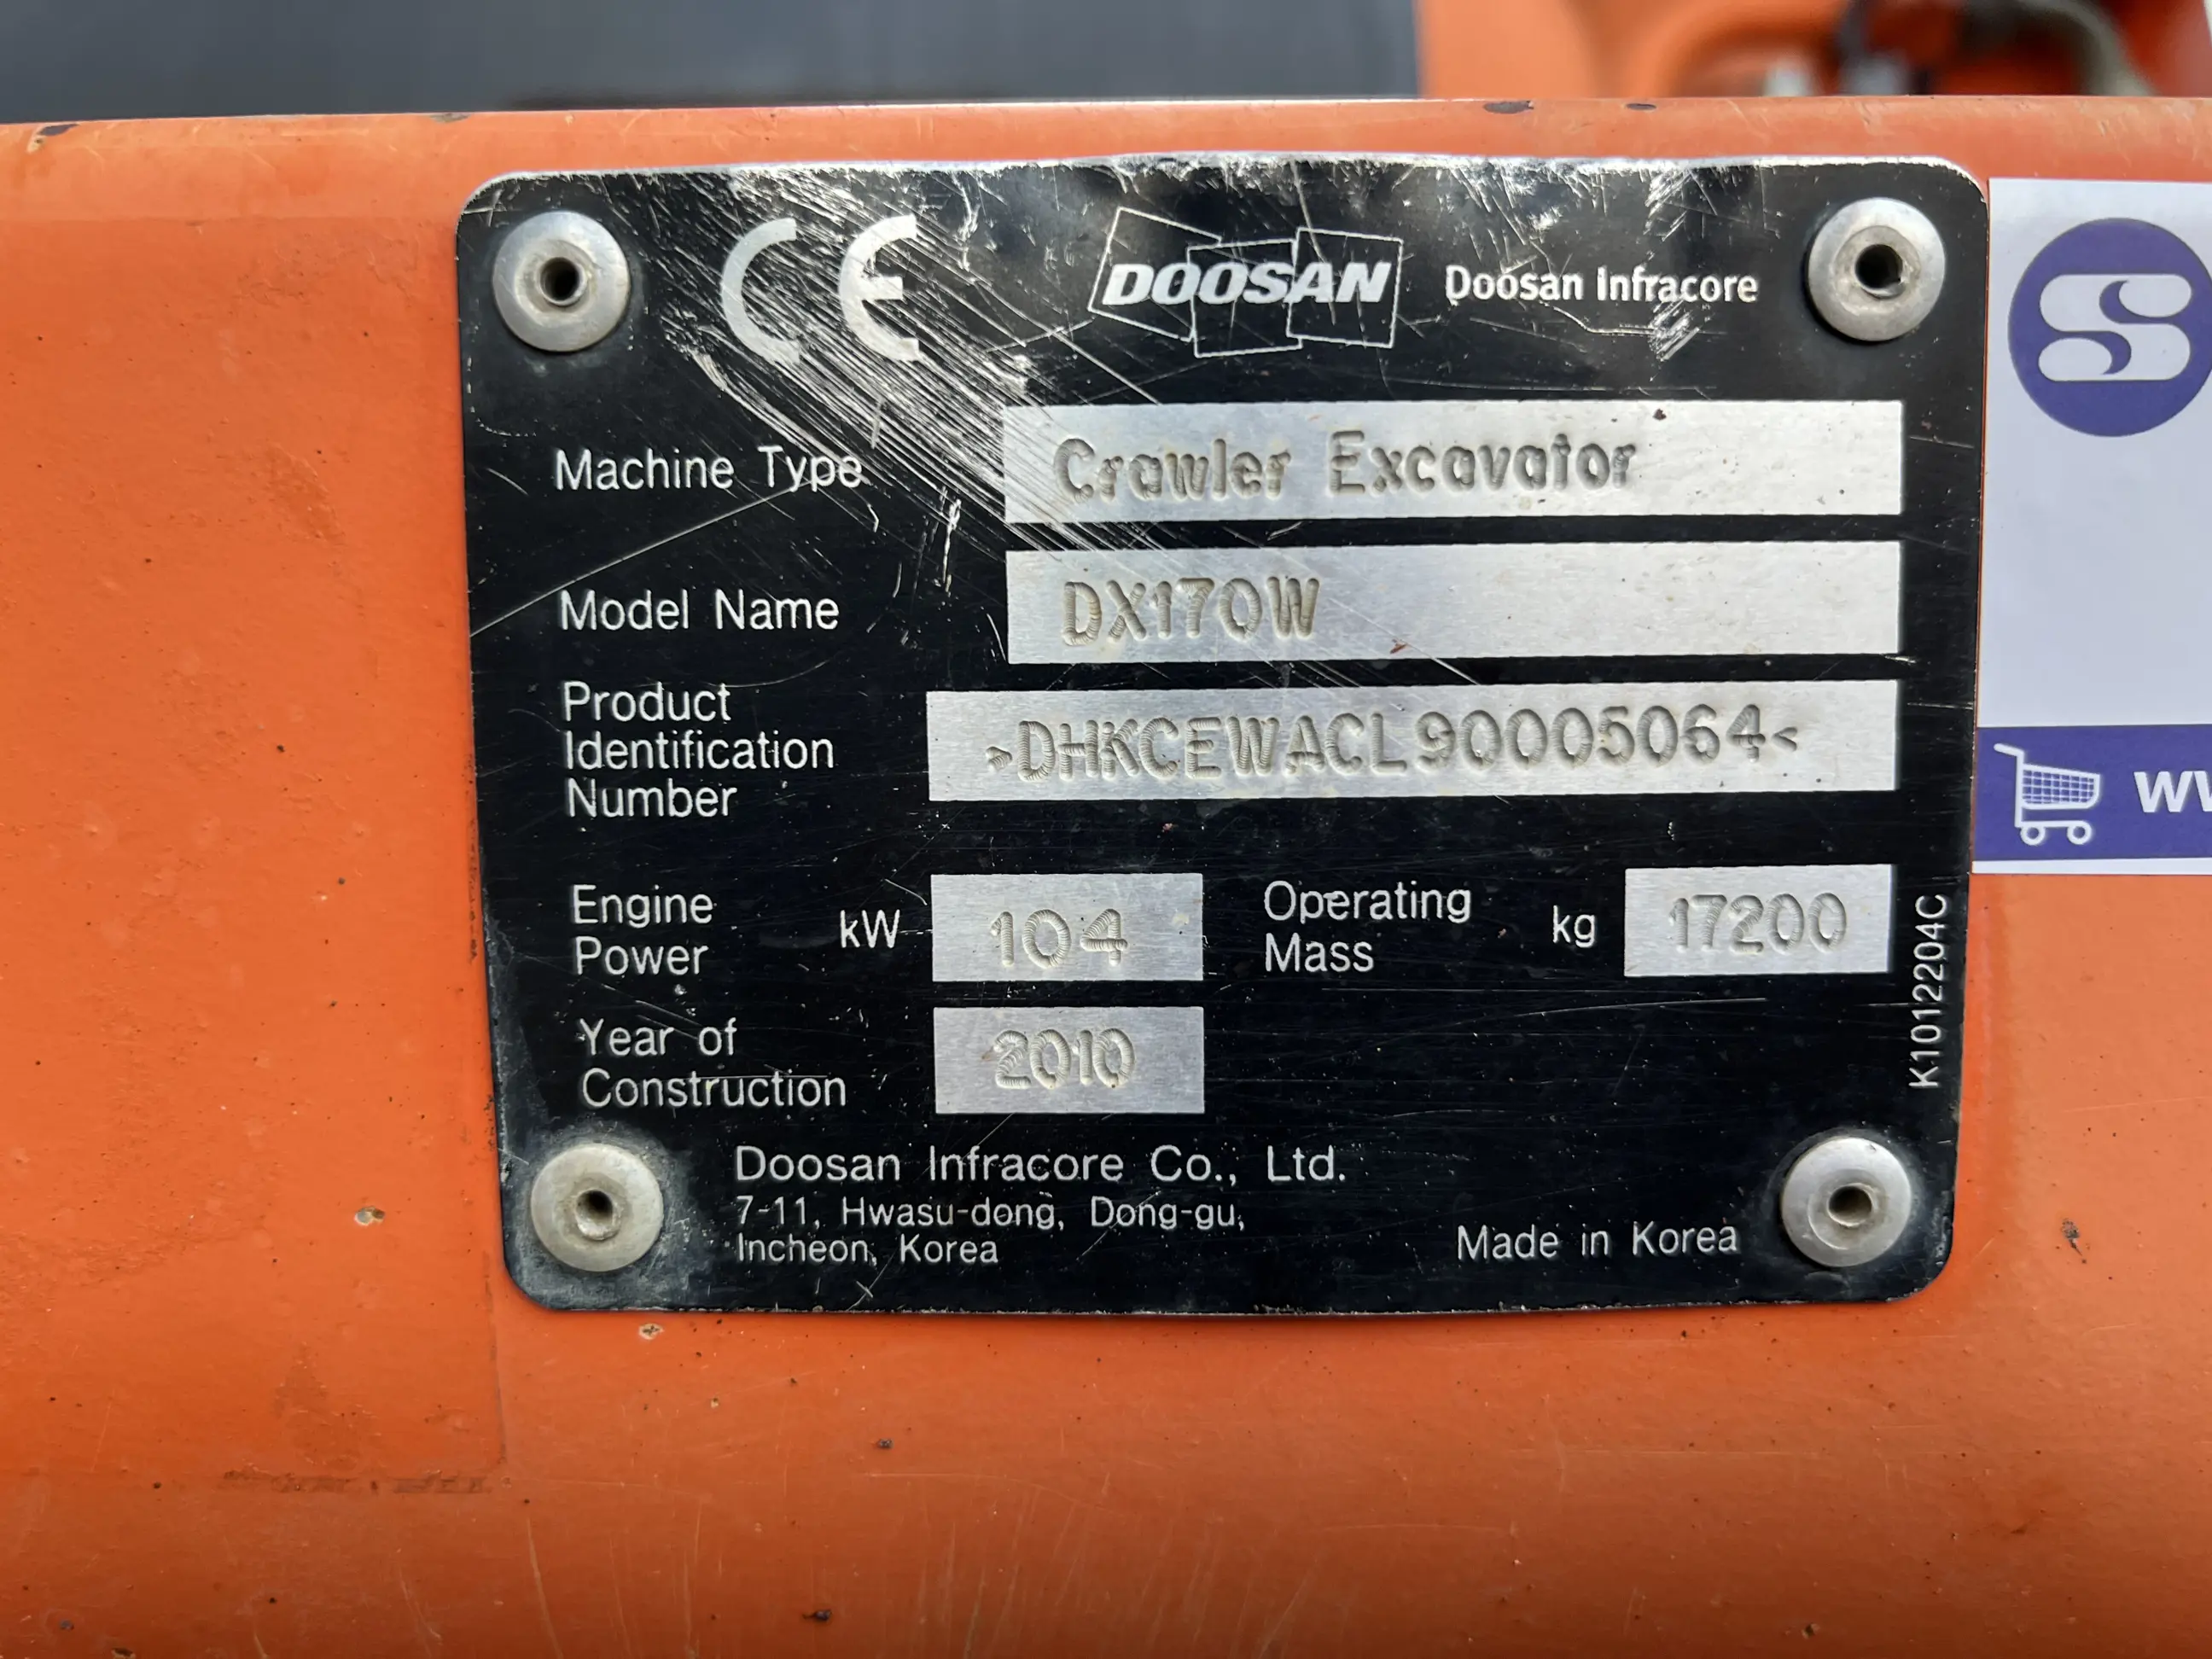 CE DOOSAN Doosan Infracore
S
Machine Type Crawler Excavator
Model Name DX170W
Product
Identification
Number >DHKCEWACL90005064<
Engine
Power kW 104 Operating
Mass kg 17200
Year of
Construction 2010
K1012204C
Doosan Infracore Co., Ltd.
7-11, Hwasu-dong, Dong-gu,
Incheon, Korea
Made in Korea